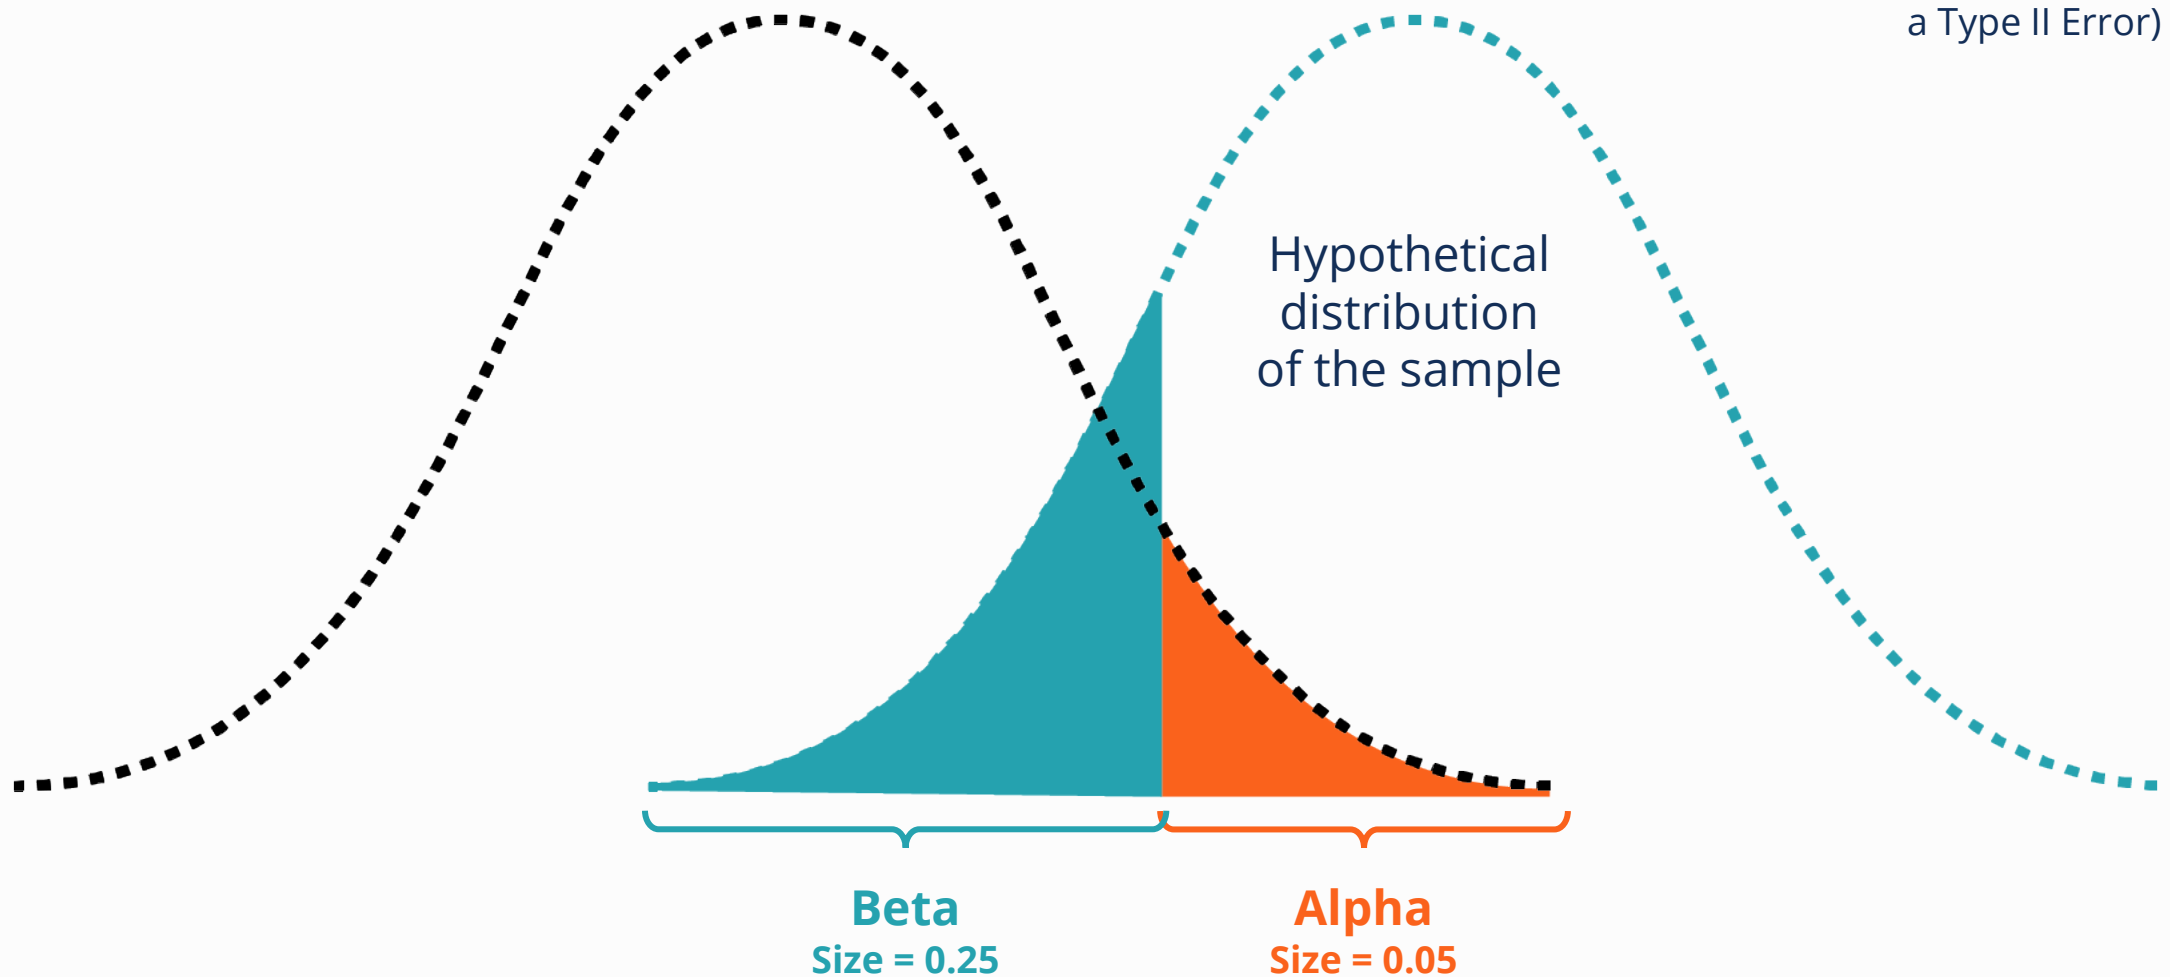 a Type II Error)
Hypothetical
distribution
of the sample
Beta
Size = 0.25
Alpha
Size = 0.05